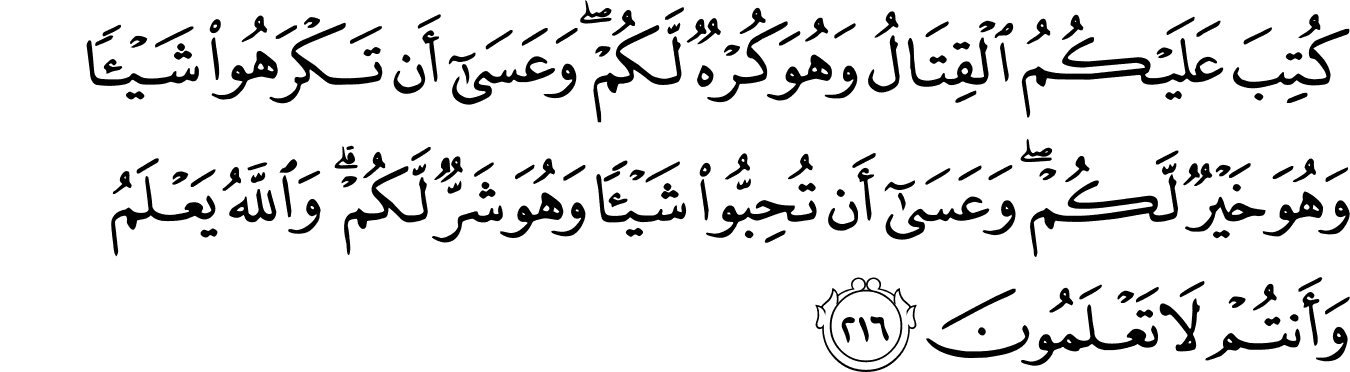 كُتِبَ عَلَيۡكُمُ ٱلۡقِتَالُ وَهُوَ كُرۡهٞ لَّكُمۡۖ وَعَسَىٰٓ أَن تَكۡرَهُواْ شَيۡـٔٗا
وَهُوَ خَيۡرٞ لَّكُمۡۖ وَعَسَىٰٓ أَن تُحِبُّواْ شَيۡـٔٗا وَهُوَ شَرّٞ لَّكُمۡۚ وَٱللَّهُ يَعۡلَمُ
وَأَنتُمۡ لَا تَعۡلَمُونَ ٢١٦